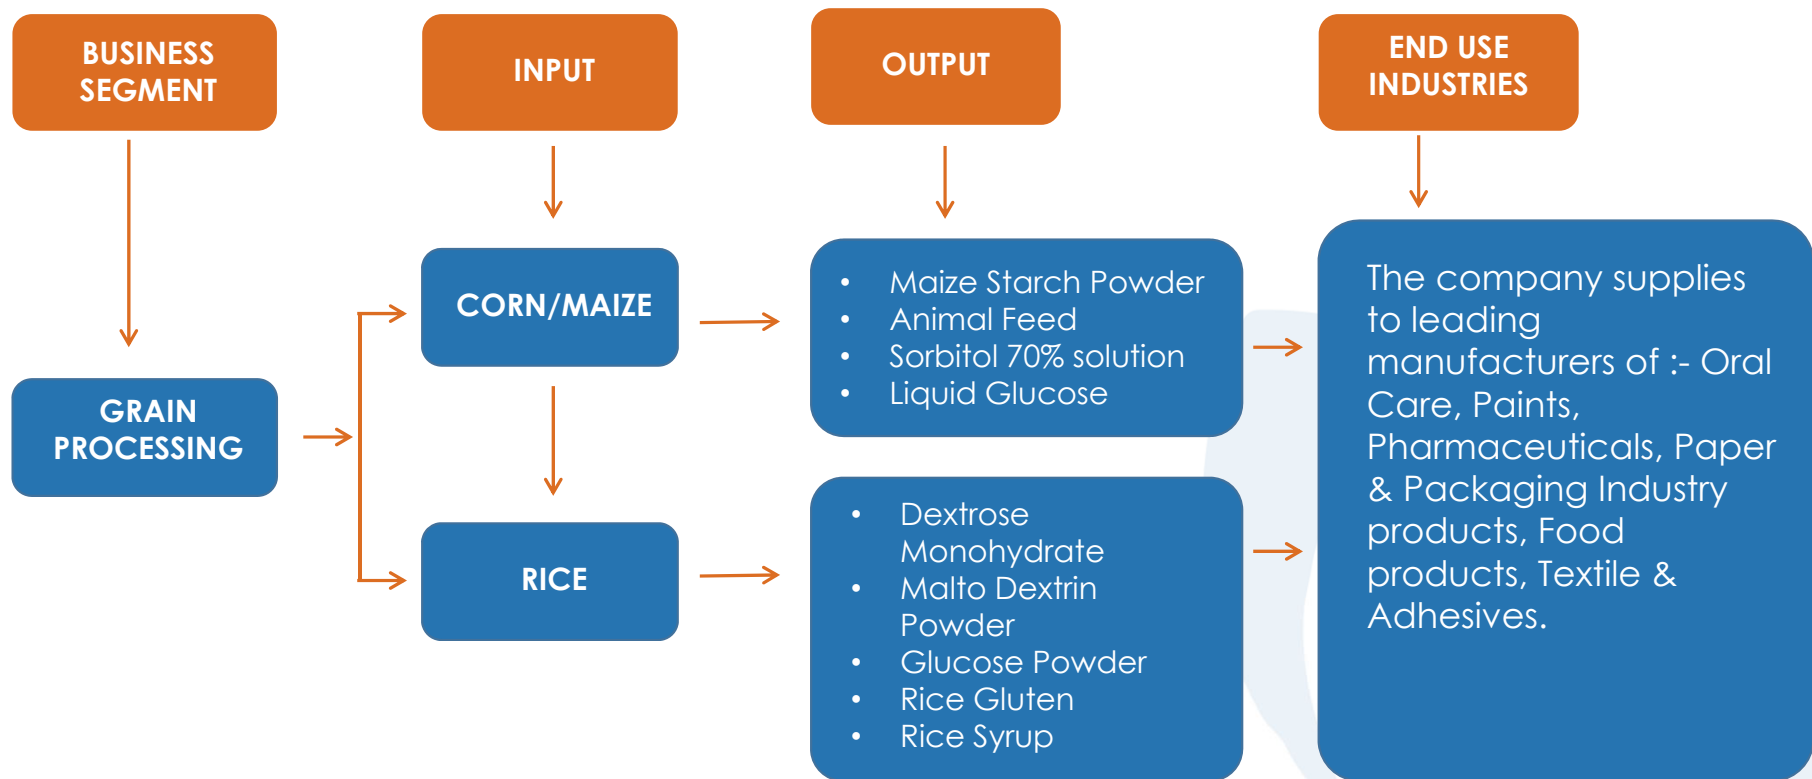 BUSINESS
SEGMENT
INPUT
OUTPUT
END USE
INDUSTRIES
GRAIN
PROCESSING
CORN/MAIZE
RICE
• Maize Starch Powder
• Animal Feed
• Sorbitol 70% solution
• Liquid Glucose
• Dextrose
Monohydrate
• Malto Dextrin
Powder
• Glucose Powder
• Rice Gluten
• Rice Syrup
The company supplies
to leading
manufacturers of :- Oral
Care, Paints,
Pharmaceuticals, Paper
& Packaging Industry
products, Food
products, Textile &
Adhesives.